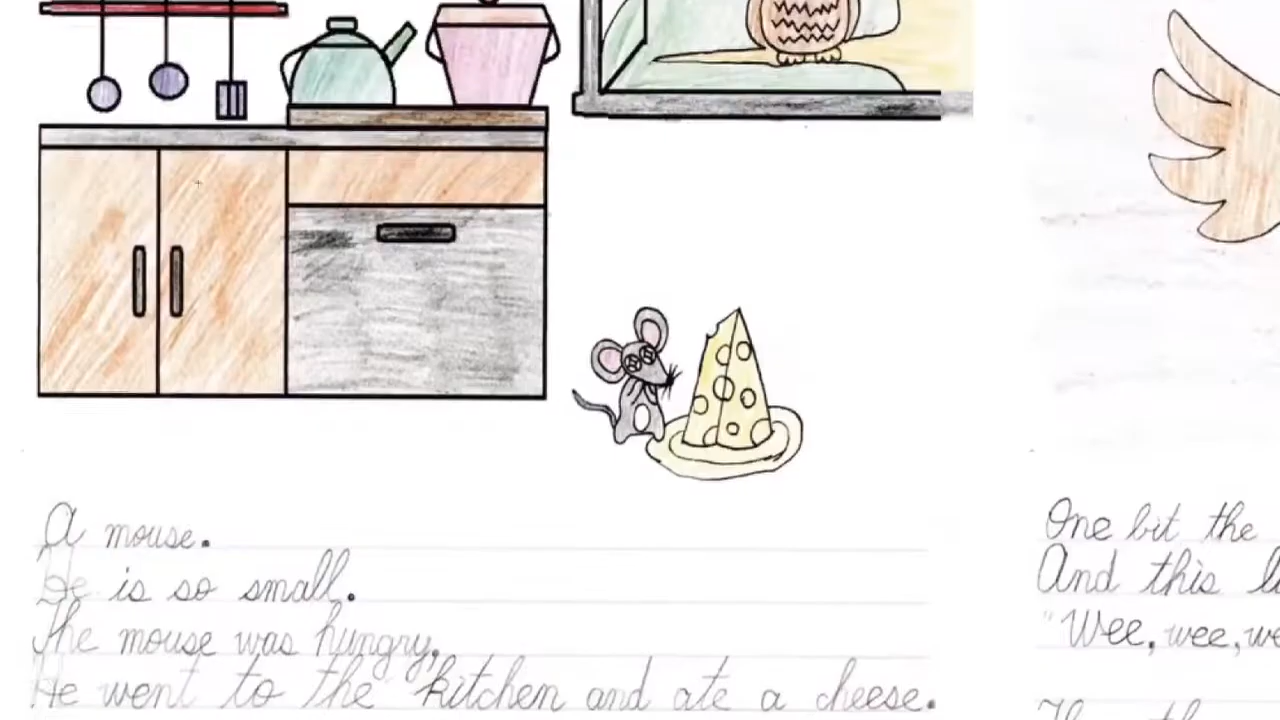 A mouse.
He is so small.
The mouse was hungry,
He went to the kitchen and ate a cheese.
One bit the
And this
"Wee, wee, we